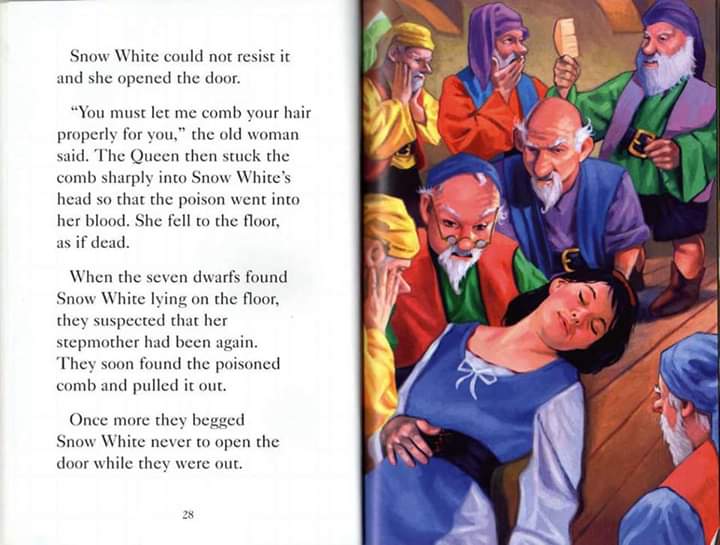 Snow White could not resist it
and she opened the door.
“You must let me comb your hair
properly for you,” the old woman
said. The Queen then stuck the
comb sharply into Snow White’s
head so that the poison went into
her blood. She fell to the floor,
as if dead.
When the seven dwarfs found
Snow White lying on the floor,
they suspected that her
stepmother had been again.
They soon found the poisoned
comb and pulled it out.
Once more they begged
Snow White never to open the
door while they were out.
28